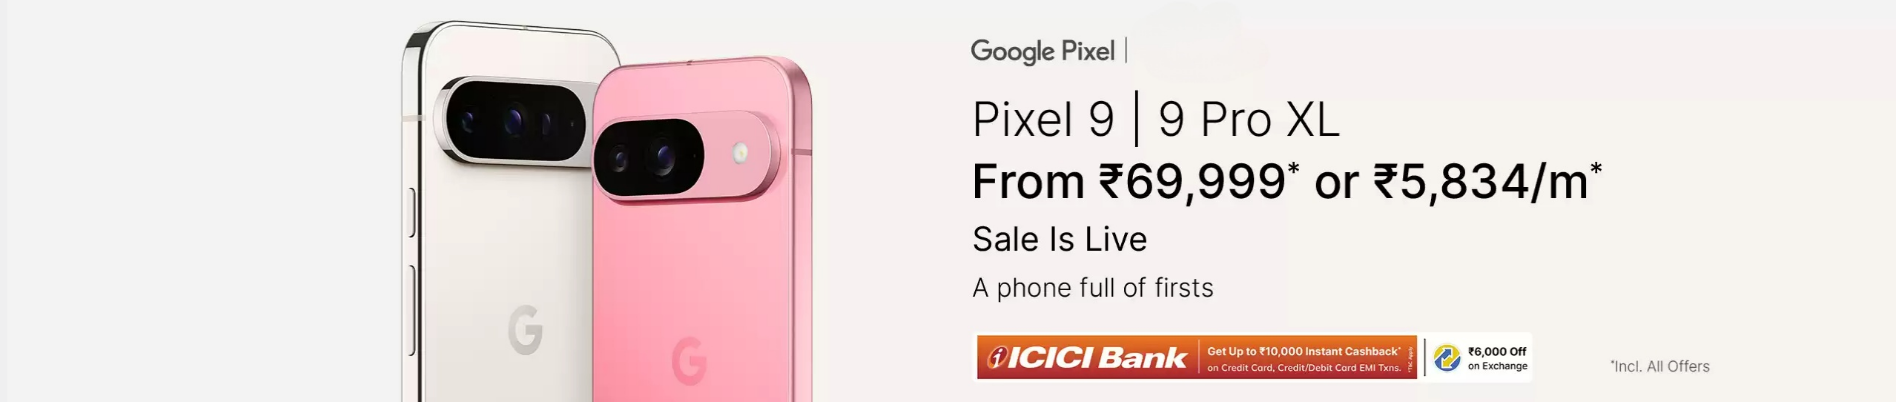 Google Pixel |
Pixel 9 | 9 Pro XL
From ₹69,999* or ₹5,834/m*
Sale Is Live
A phone full of firsts
ICICI Bank
Get Up to ₹10,000 Instant Cashback*
on Credit Card, Credit/Debit Card EMI Txns.
*T&C Apply
₹6,000 Off
on Exchange
*Incl. All Offers
G
G